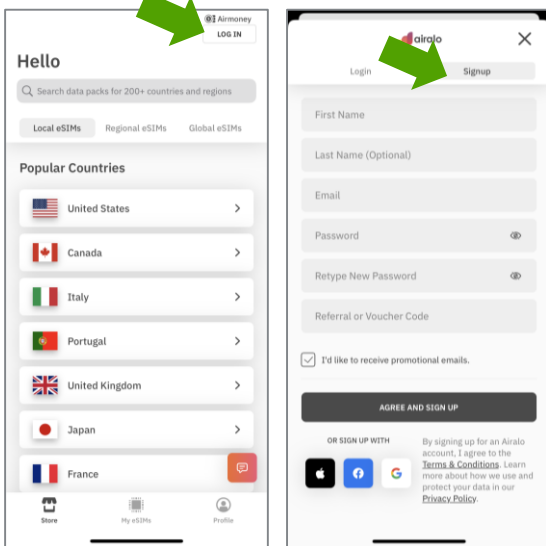 Airmoney
LOG IN
Hello
Search data packs for 200+ countries and regions
Local eSIMs Regional eSIMs Global eSIMs
Popular Countries
United States
Canada
Italy
Portugal
United Kingdom
Japan
France
Store My eSIMs Profile
airalo
Login Signup
First Name
Last Name (Optional)
Email
Password
Retype New Password
Referral or Voucher Code
I'd like to receive promotional emails.
AGREE AND SIGN UP
OR SIGN UP WITH
By signing up for an Airalo
account, I agree to the
Terms & Conditions. Learn
more about how we use and
protect your data in our
Privacy Policy.